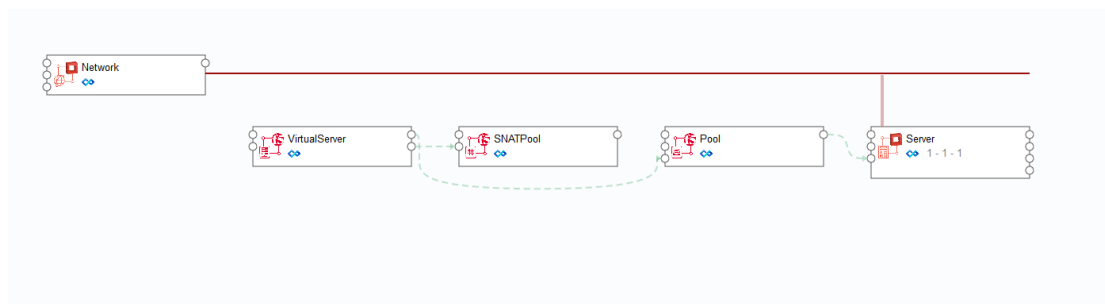 Network
VirtualServer
SNATPool
Pool
Server
1 - 1 - 1